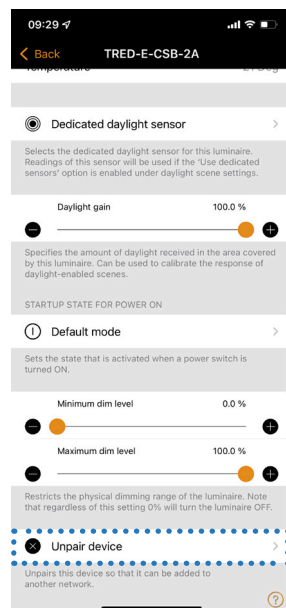 09:29
Back
TRED-E-CSB-2A
Temperature
Dedicated daylight sensor
Selects the dedicated daylight sensor for this luminaire.
Readings of this sensor will be used if the 'Use dedicated
sensors' option is enabled under daylight scene settings.
Daylight gain 100.0 %
Specifies the amount of daylight received in the area covered
by this luminaire. Can be used to calibrate the response of
daylight-enabled scenes.
STARTUP STATE FOR POWER ON
Default mode
Sets the state that is activated when a power switch is
turned ON.
Minimum dim level 0.0 %
Maximum dim level 100.0 %
Restricts the physical dimming range of the luminaire. Note
that regardless of this setting 0% will turn the luminaire OFF.
Unpair device
Unpairs this device so that it can be added to
another network.
?